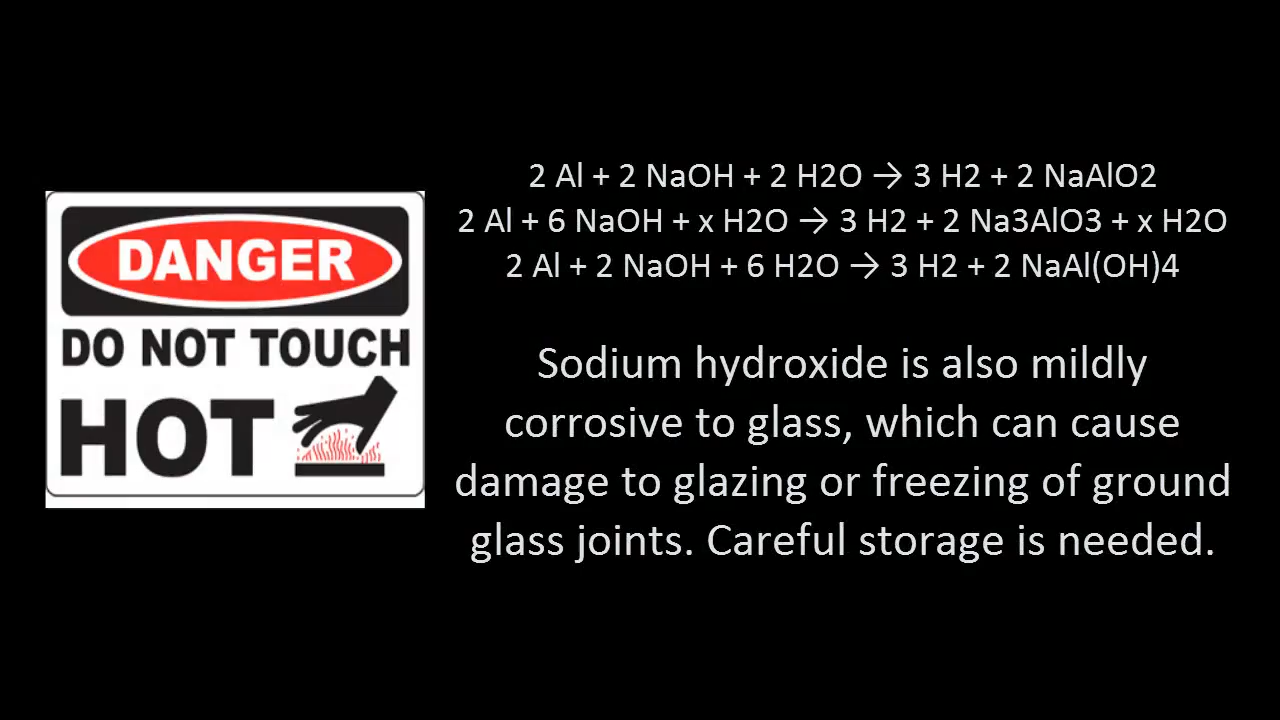 DANGER
DO NOT TOUCH
HOT
2 Al + 2 NaOH + 2 H2O → 3 H2 + 2 NaAlO2
2 Al + 6 NaOH + x H2O → 3 H2 + 2 Na3AlO3 + x H2O
2 Al + 2 NaOH + 6 H2O → 3 H2 + 2 NaAl(OH)4
Sodium hydroxide is also mildly
corrosive to glass, which can cause
damage to glazing or freezing of ground
glass joints. Careful storage is needed.